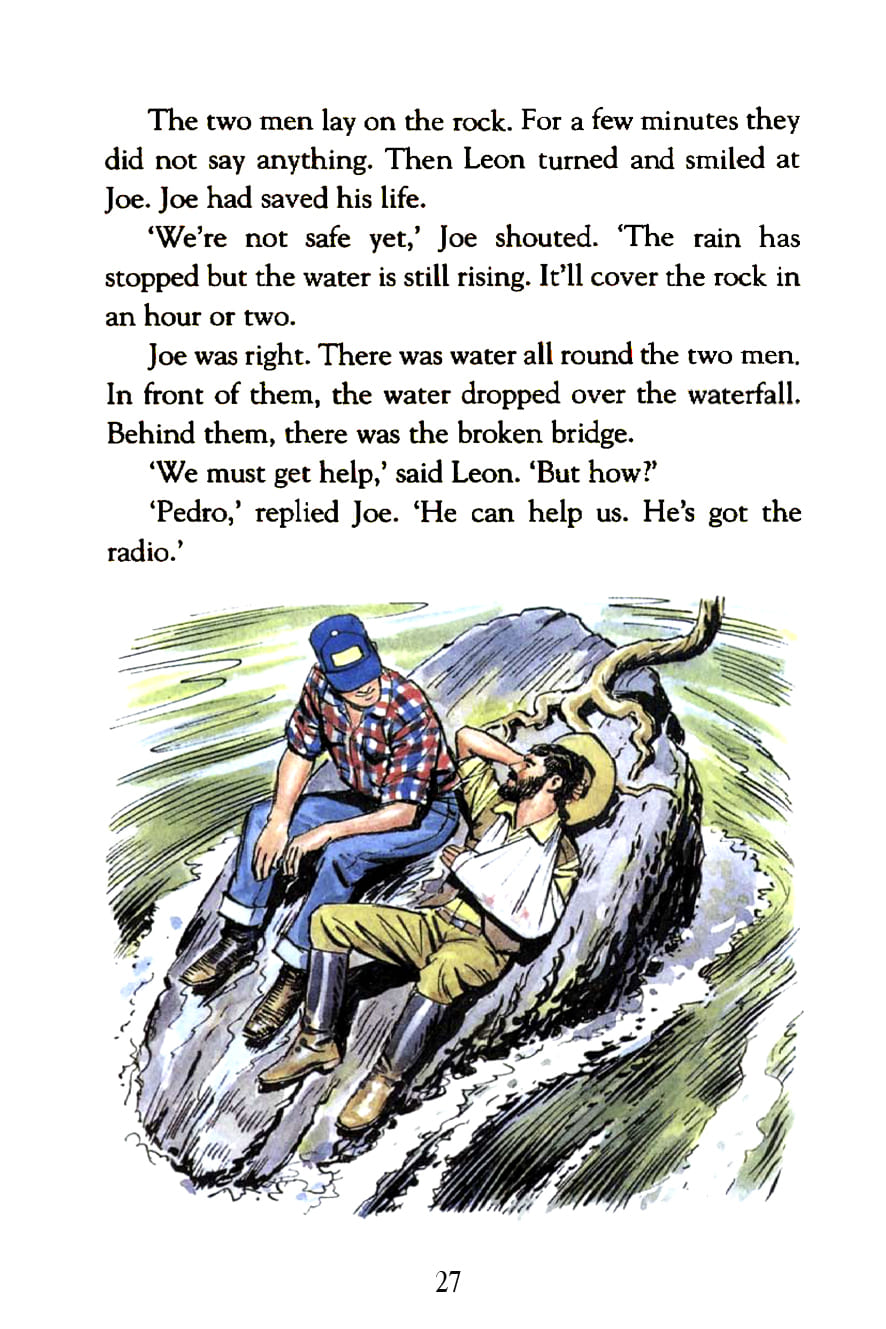 The two men lay on the rock. For a few minutes they
did not say anything. Then Leon turned and smiled at
Joe. Joe had saved his life.
‘We’re not safe yet,’ Joe shouted. ‘The rain has
stopped but the water is still rising. It’ll cover the rock in
an hour or two.
Joe was right. There was water all round the two men.
In front of them, the water dropped over the waterfall.
Behind them, there was the broken bridge.
‘We must get help,’ said Leon. ‘But how?’
‘Pedro,’ replied Joe. ‘He can help us. He’s got the
radio.’
27